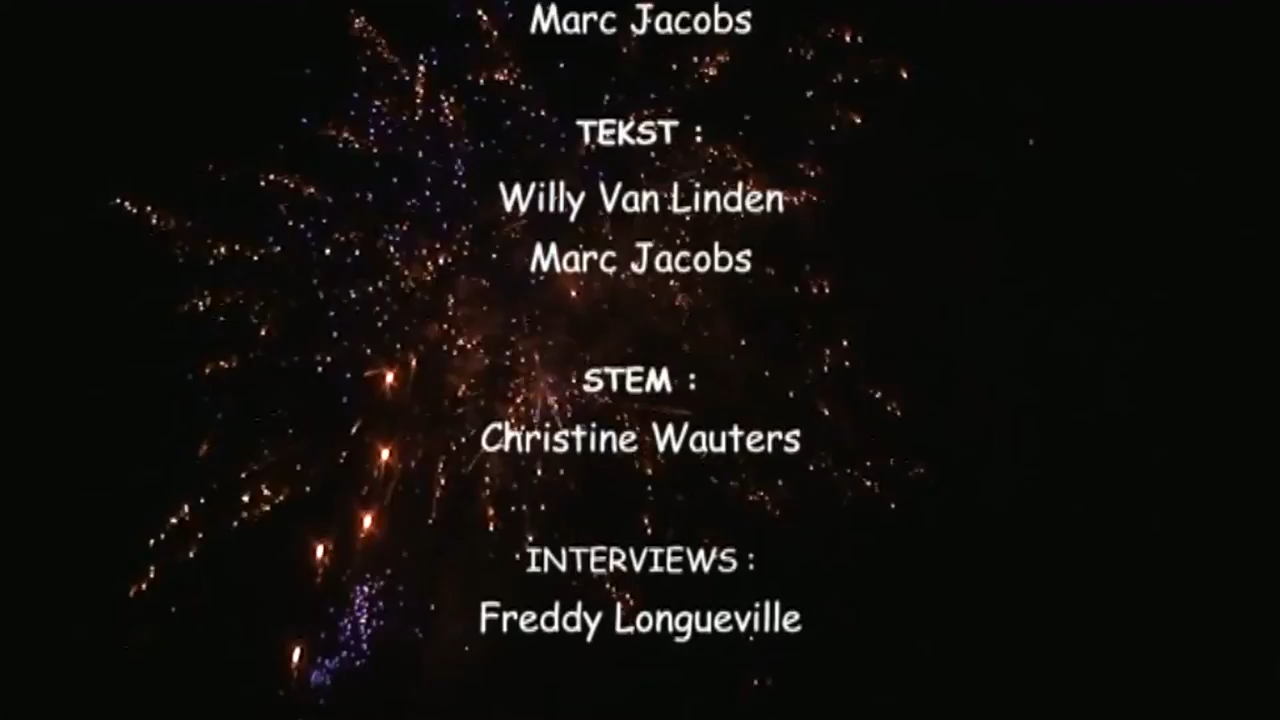 Marc Jacobs
TEKST :
Willy Van Linden
Marc Jacobs
STEM :
Christine Wauters
INTERVIEWS :
Freddy Longueville